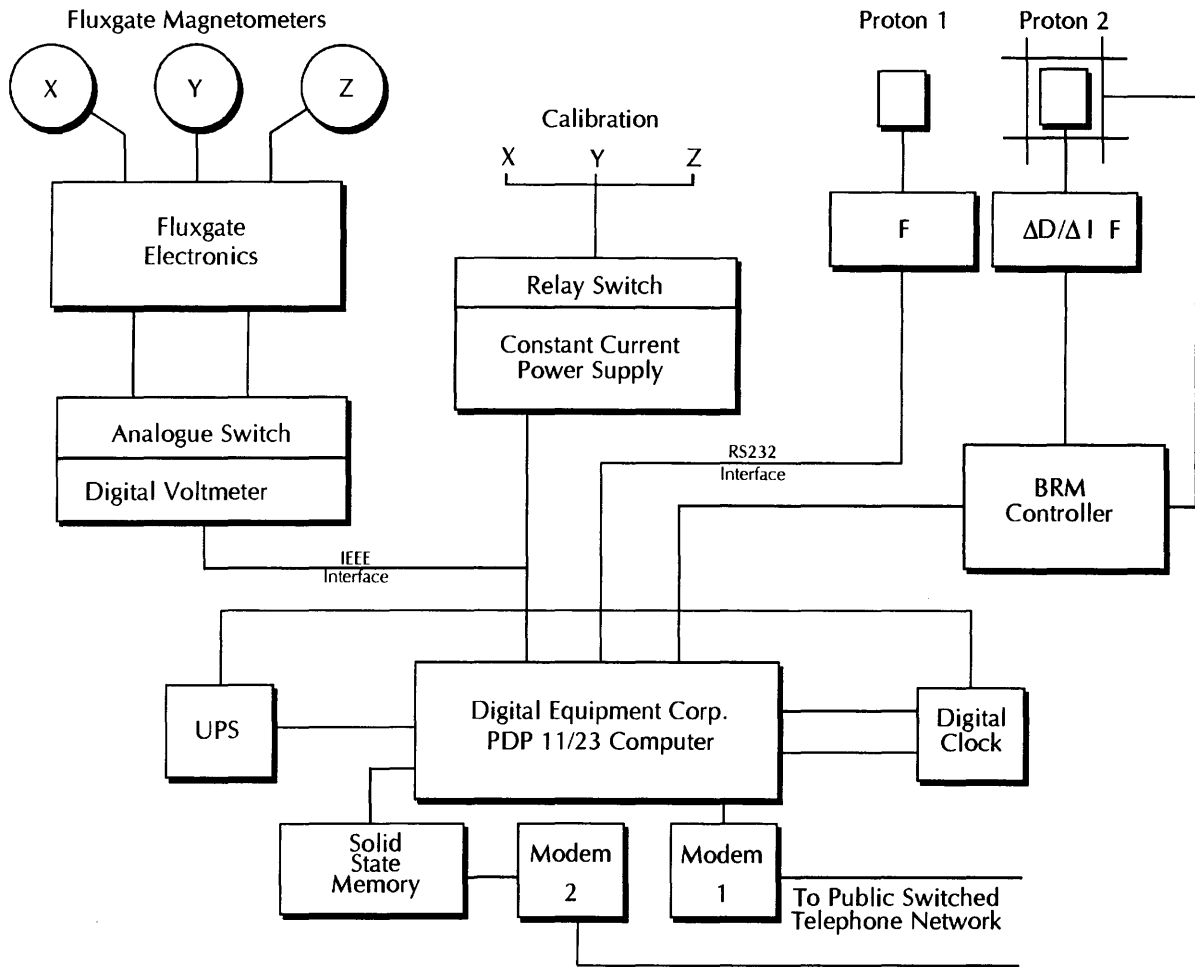 Fluxgate Magnetometers
Proton 1
Proton 2
X
Y
Z
Calibration
X Y Z
Fluxgate
Electronics
F
ΔD/Δ I F
Relay Switch
Constant Current
Power Supply
Analogue Switch
Digital Voltmeter
RS232
Interface
BRM
Controller
IEEE
Interface
UPS
Digital Equipment Corp.
PDP 11/23 Computer
Digital
Clock
Solid
State
Memory
Modem
2
Modem
1
To Public Switched
Telephone Network